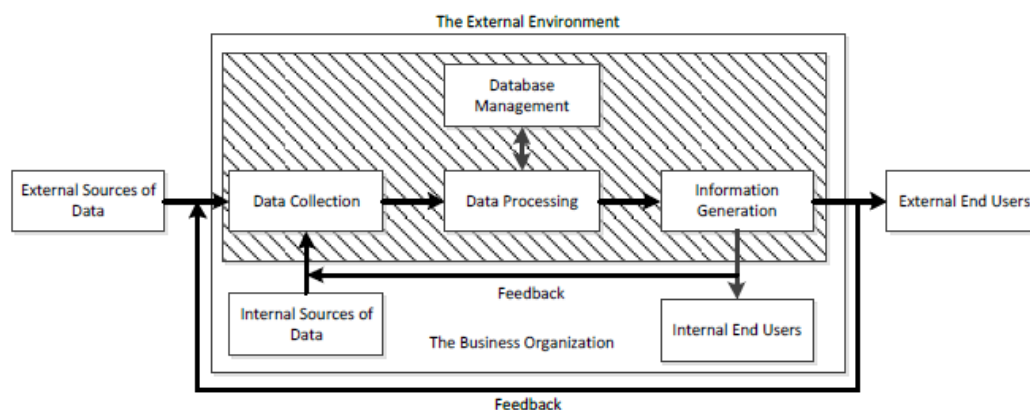 The External Environment
Database
Management
External Sources of
Data
Data Collection
Data Processing
Information
Generation
External End Users
Feedback
Internal Sources of
Data
The Business Organization
Internal End Users
Feedback